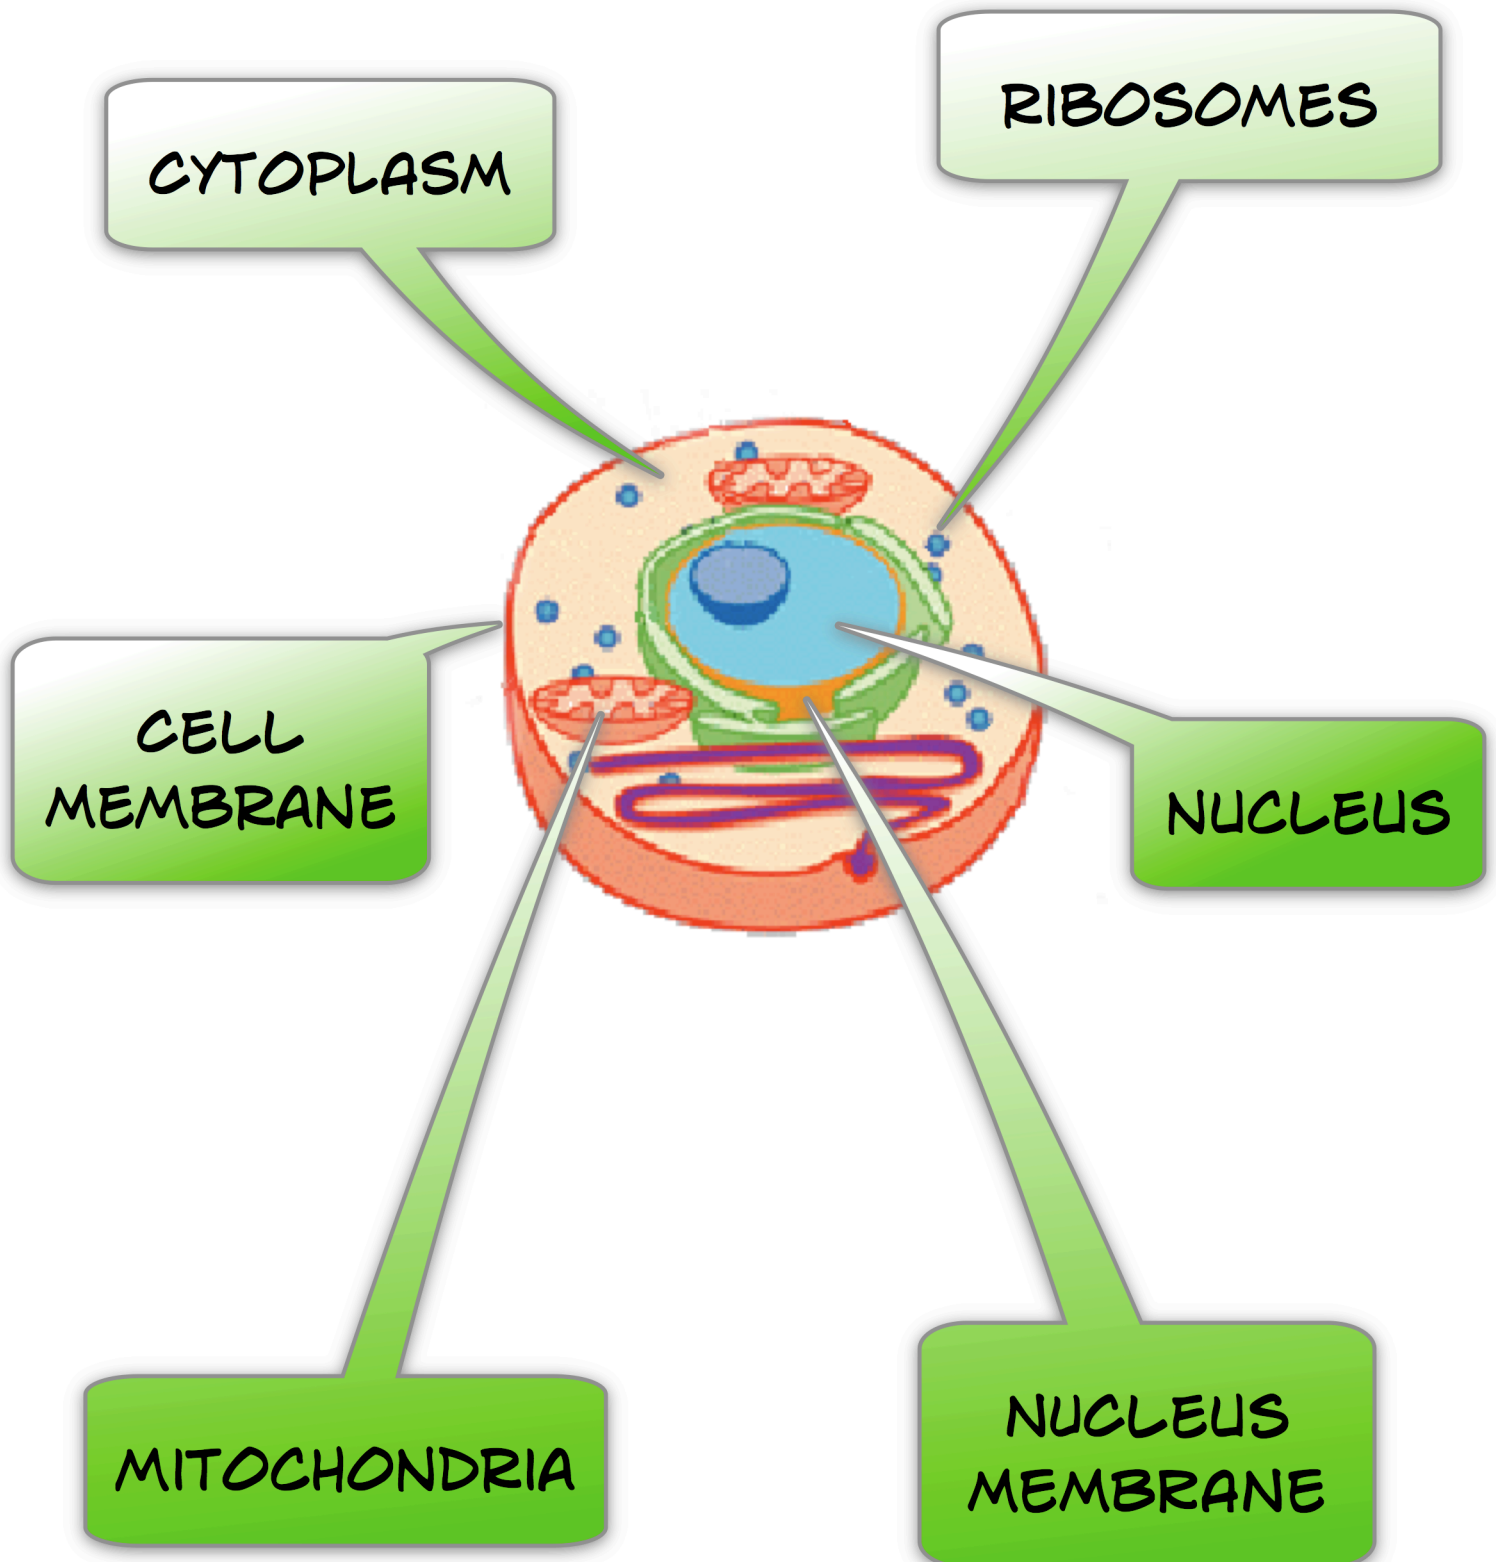 RIBOSOMES
CYTOPLASM
CELL
MEMBRANE
NUCLEUS
MITOCHONDRIA
NUCLEUS
MEMBRANE